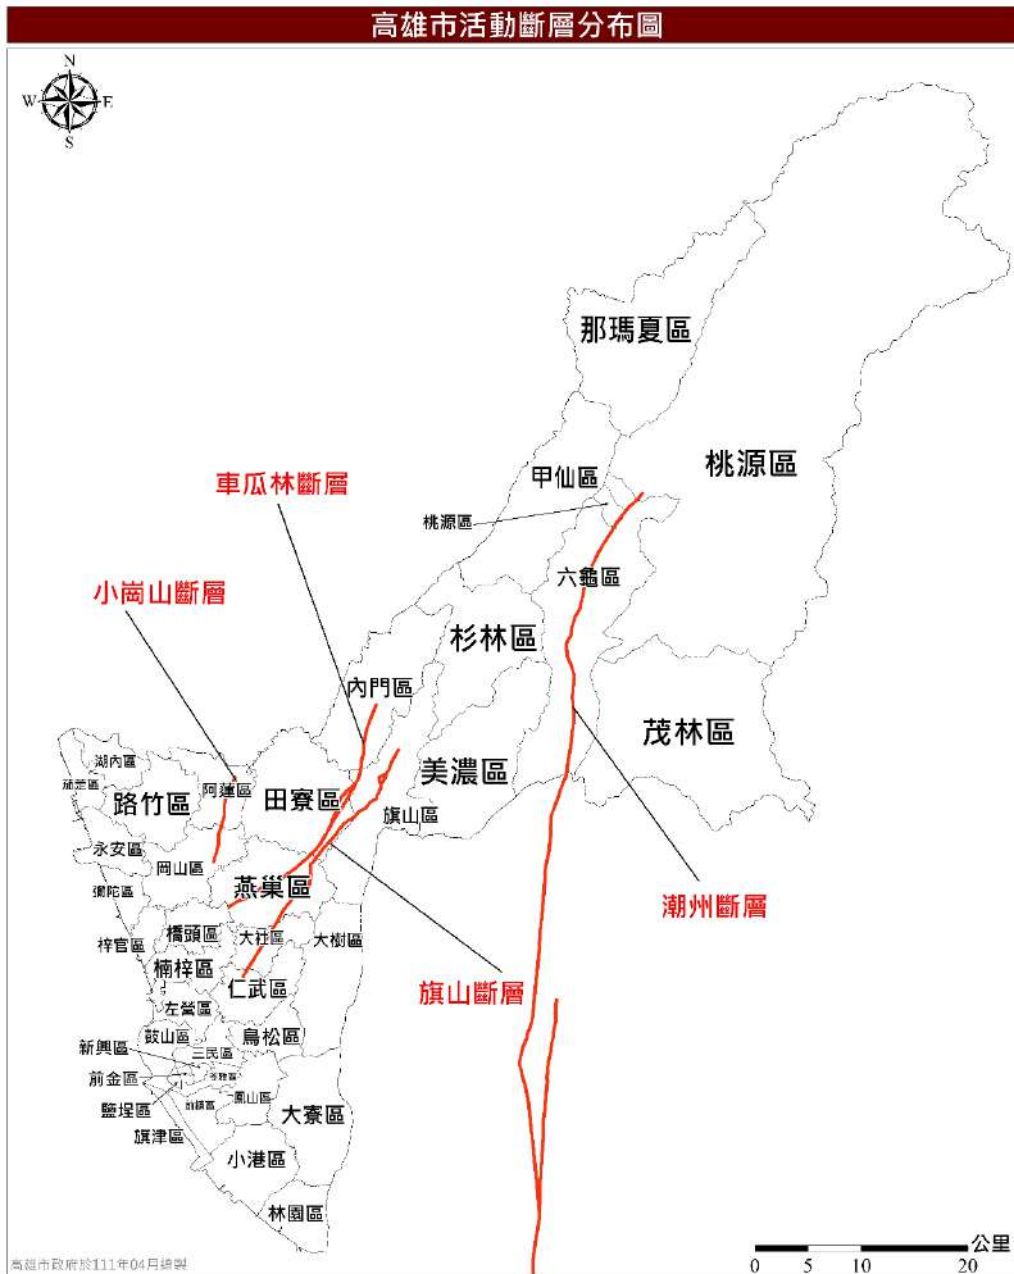 高雄市活動斷層分布圖
N
W
E
S
那瑪夏區
桃源區
甲仙區
車瓜林斷層
桃源區
六龜區
小崗山斷層
杉林區
內門區
茂林區
湖內區
美濃區
茄萣區
阿蓮區
路竹區
田寮區
旗山區
永安區
岡山區
燕巢區
彌陀區
潮州斷層
橋頭區
大社區
大樹區
梓官區
楠梓區
仁武區
旗山斷層
左營區
鼓山區
鳥松區
新興區
三民區
前金區
苓雅區
鹽埕區
前鎮區
鳳山區
大寮區
旗津區
小港區
林園區
公里
0 5 10 20
高雄市政府於111年04月繪製